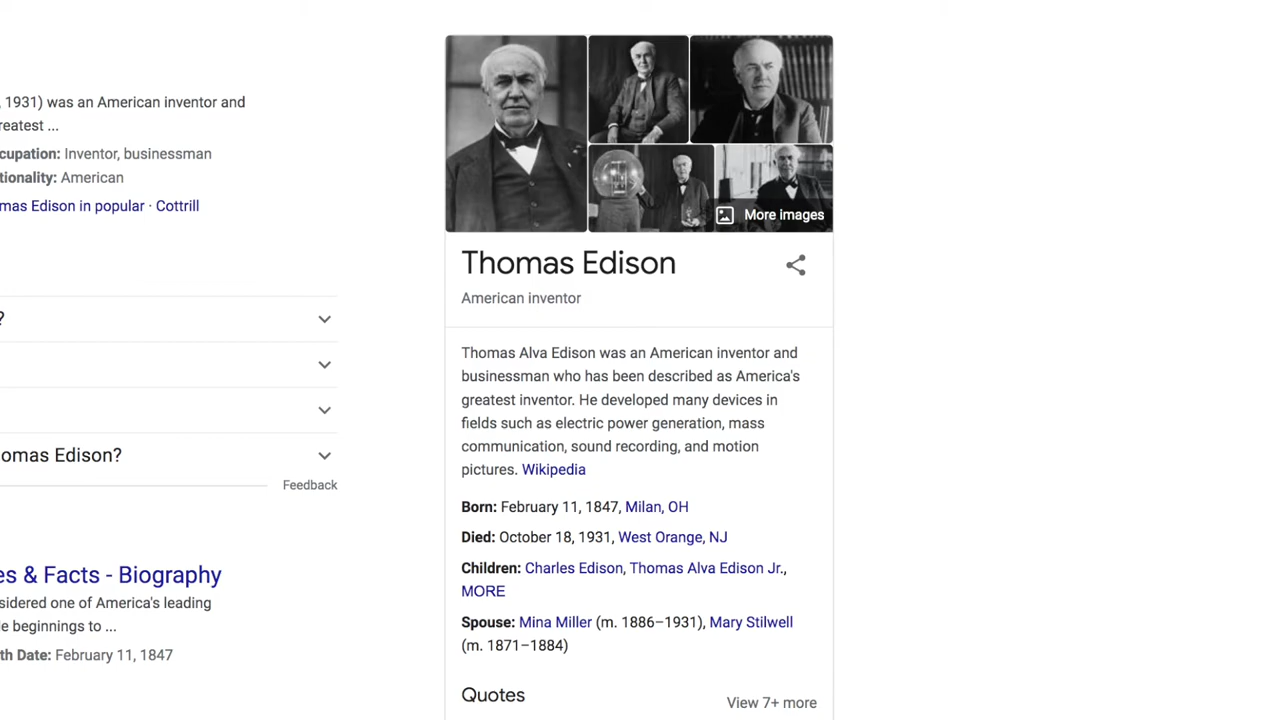 , 1931) was an American inventor and
reatest ...
cupation: Inventor, businessman
tionality: American
mas Edison in popular · Cottrill
?
omas Edison?
Feedback
es & Facts - Biography
sidered one of America's leading
le beginnings to ...
th Date: February 11, 1847
More images
Thomas Edison
American inventor
Thomas Alva Edison was an American inventor and
businessman who has been described as America's
greatest inventor. He developed many devices in
fields such as electric power generation, mass
communication, sound recording, and motion
pictures. Wikipedia
Born: February 11, 1847, Milan, OH
Died: October 18, 1931, West Orange, NJ
Children: Charles Edison, Thomas Alva Edison Jr.,
MORE
Spouse: Mina Miller (m. 1886–1931), Mary Stilwell
(m. 1871–1884)
Quotes
View 7+ more